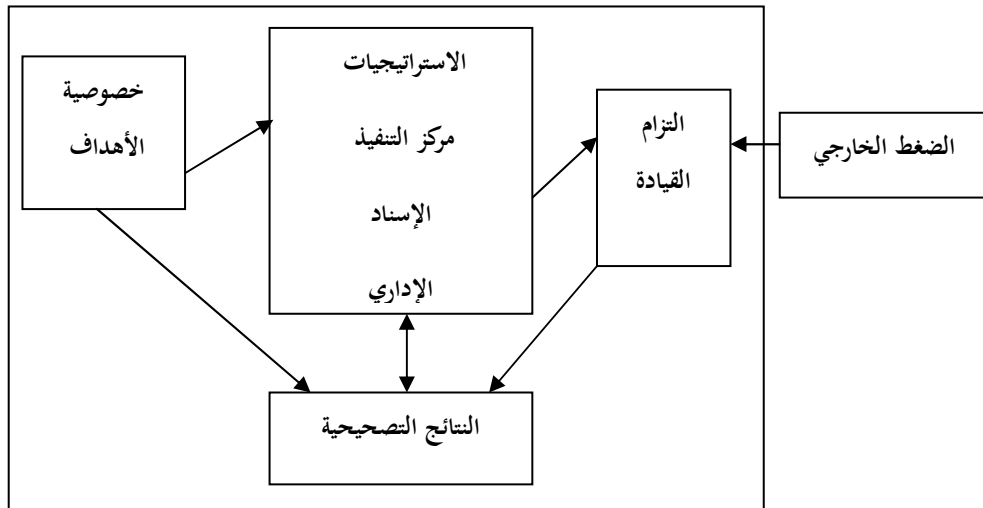 خصوصية
الأهداف
الاستراتيجيات
مركز التنفيذ
الإسناد
الإداري
التزام
القيادة
الضغط الخارجي
النتائج التصحيحية